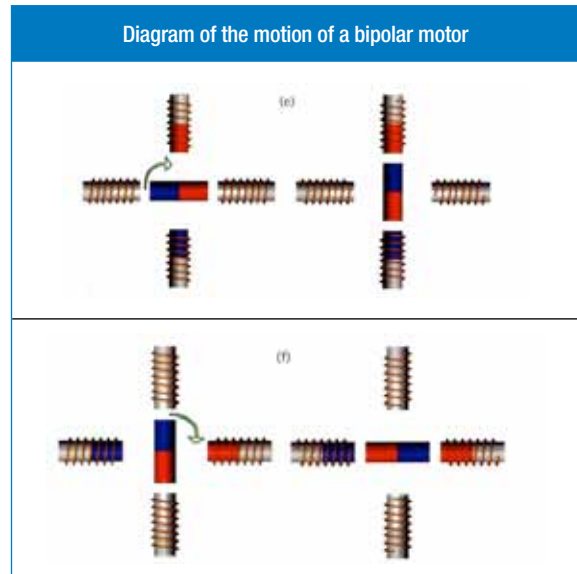 Diagram of the motion of a bipolar motor
(e)
(f)